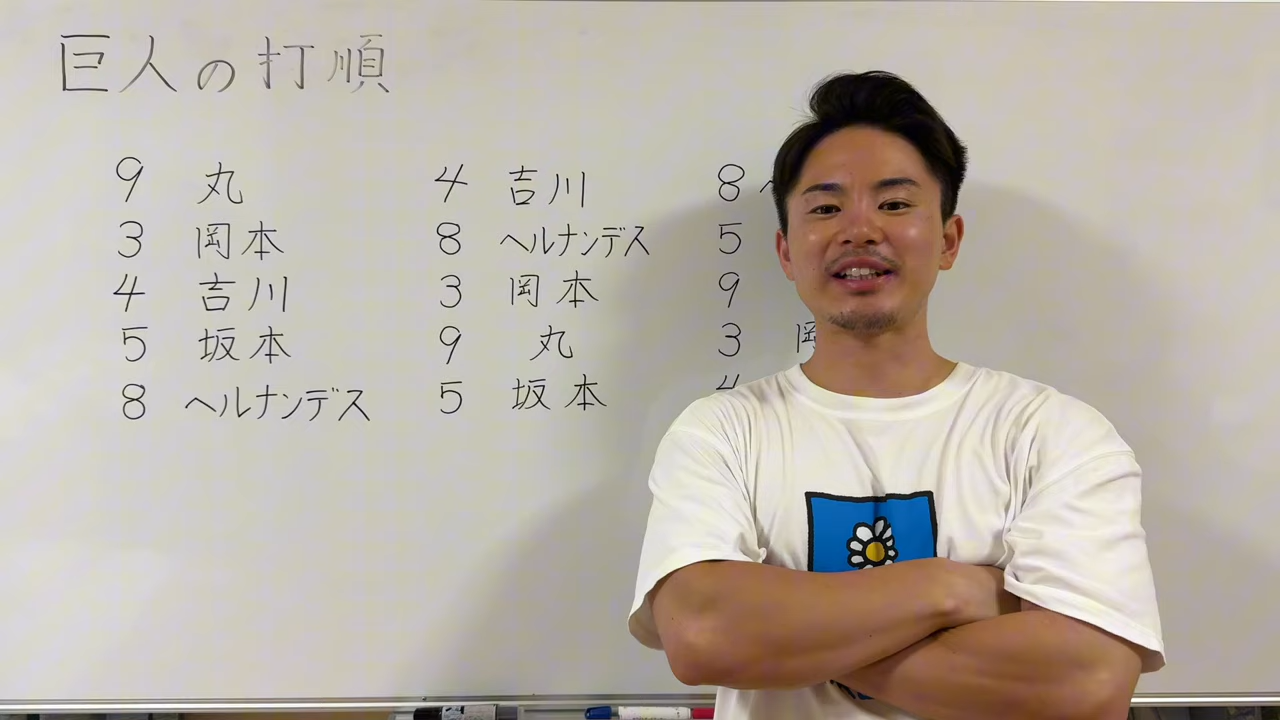 巨人の打順
9 丸
3 岡本
4 吉川
5 坂本
8 ヘルナンデス
4 吉川
8 ヘルナンデス
3 岡本
9 丸
5 坂本
8
5
9
3 岡
4